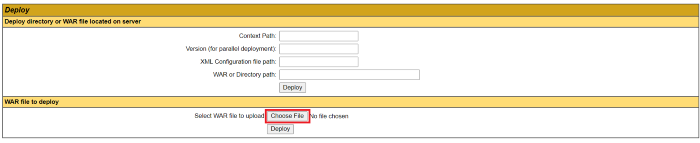 Deploy
Deploy directory or WAR file located on server
Context Path:
Version (for parallel deployment):
XML Configuration file path:
WAR or Directory path:
Deploy
WAR file to deploy
Select WAR file to upload Choose File No file chosen
Deploy